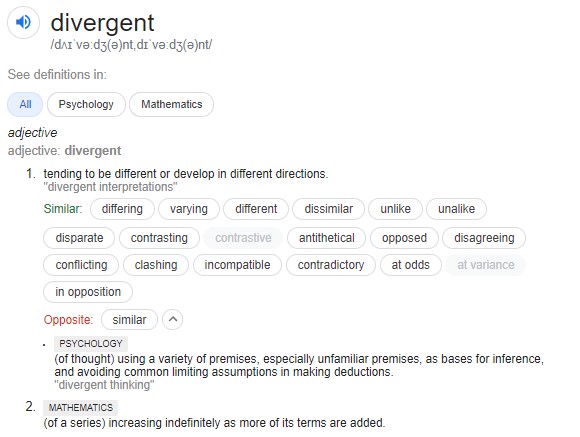 divergent
/dʌɪˈvəːdʒ(ə)nt,dɪˈvəːdʒ(ə)nt/
See definitions in:
All Psychology Mathematics
adjective
adjective: divergent
1. tending to be different or develop in different directions.
"divergent interpretations"
Similar: differing varying different dissimilar unlike unalike
disparate contrasting contrastive antithetical opposed disagreeing
conflicting clashing incompatible contradictory at odds at variance
in opposition
Opposite: similar
• PSYCHOLOGY
(of thought) using a variety of premises, especially unfamiliar premises, as bases for inference,
and avoiding common limiting assumptions in making deductions.
"divergent thinking"
2. MATHEMATICS
(of a series) increasing indefinitely as more of its terms are added.